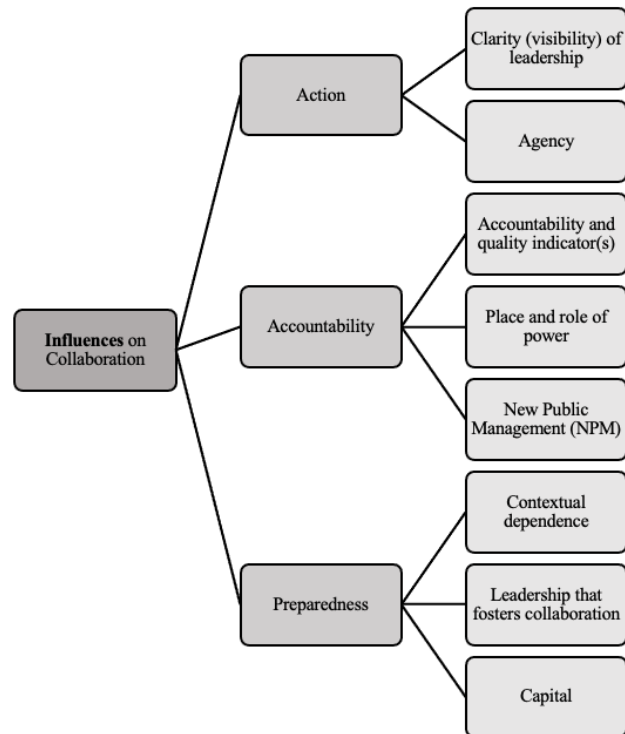 Clarity (visibility) of
leadership
Action
Agency
Accountability and
quality indicator(s)
Influences on
Collaboration
Accountability
Place and role of
power
New Public
Management (NPM)
Contextual
dependence
Preparedness
Leadership that
fosters collaboration
Capital